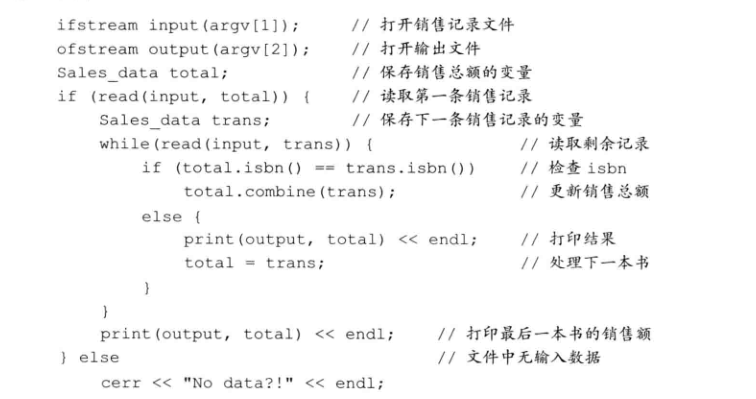 ifstream input(argv[1]);     // 打开销售记录文件
ofstream output(argv[2]);    // 打开输出文件
Sales_data total;            // 保存销售总额的变量
if (read(input, total)) {    // 读取第一条销售记录
    Sales_data trans;        // 保存下一条销售记录的变量
    while(read(input, trans)) {              // 读取剩余记录
        if (total.isbn() == trans.isbn())    // 检查 isbn
            total.combine(trans);            // 更新销售总额
        else {
            print(output, total) << endl;    // 打印结果
            total = trans;                   // 处理下一本书
        }
    }
    print(output, total) << endl;    // 打印最后一本书的销售额
} else                               // 文件中无输入数据
    cerr << "No data?!" << endl;